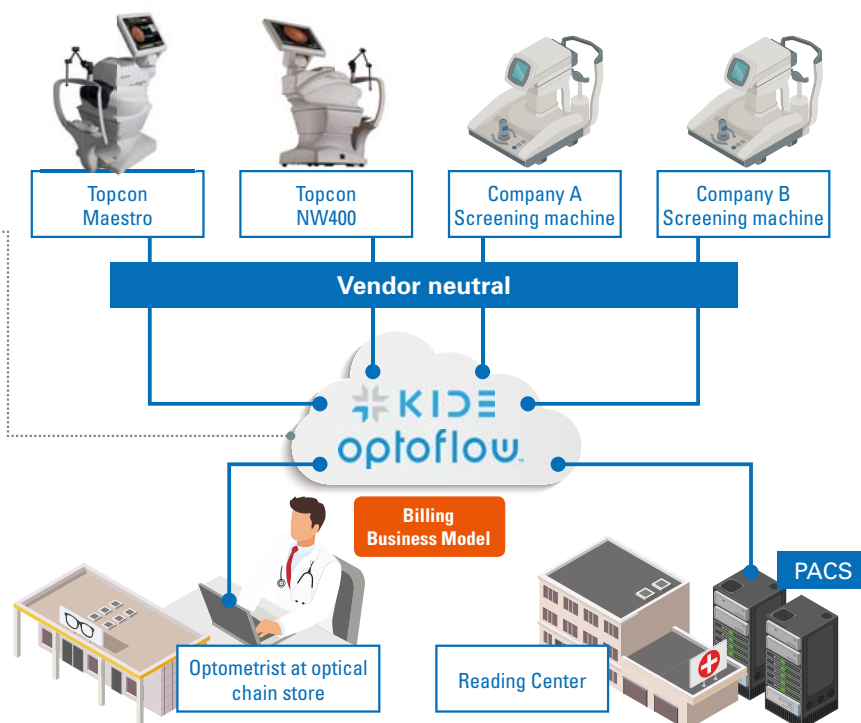 Topcon
Maestro
Topcon
NW400
Company A
Screening machine
Company B
Screening machine
Vendor neutral
KIDE
optoflow
Billing
Business Model
PACS
Optometrist at optical
chain store
Reading Center